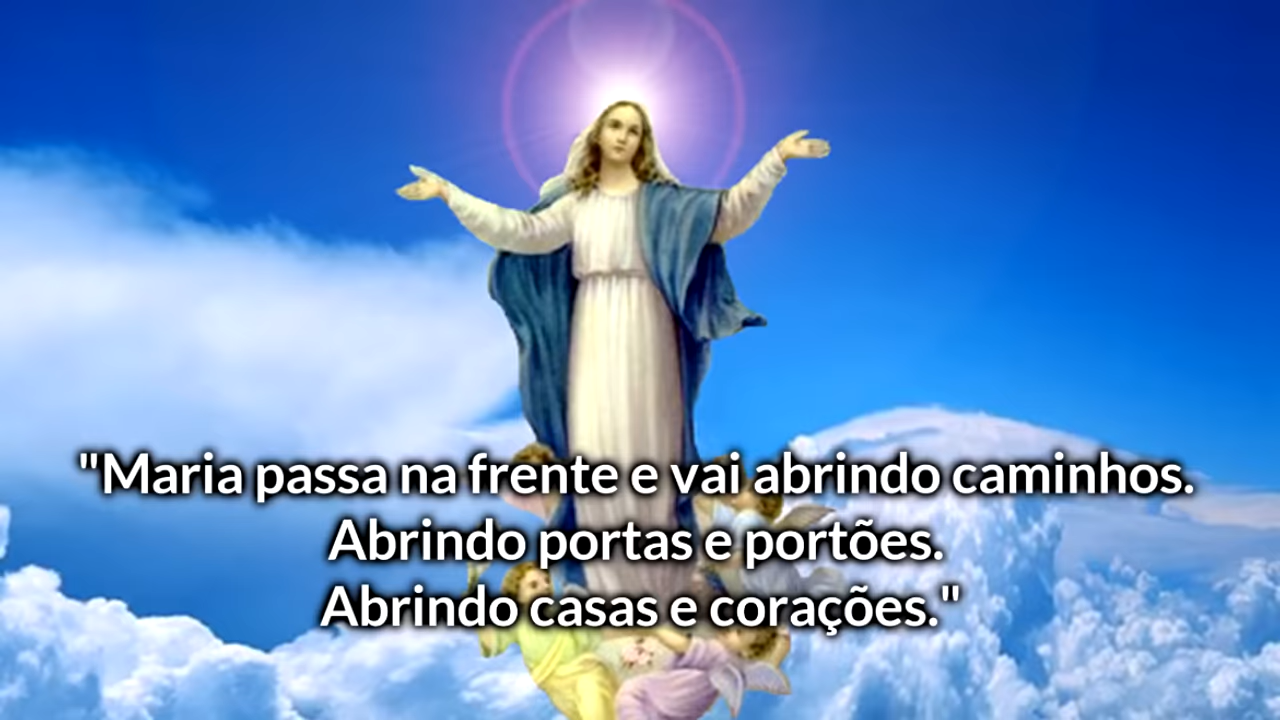 "Maria passa na frente e vai abrindo caminhos.
Abrindo portas e portões.
Abrindo casas e corações."